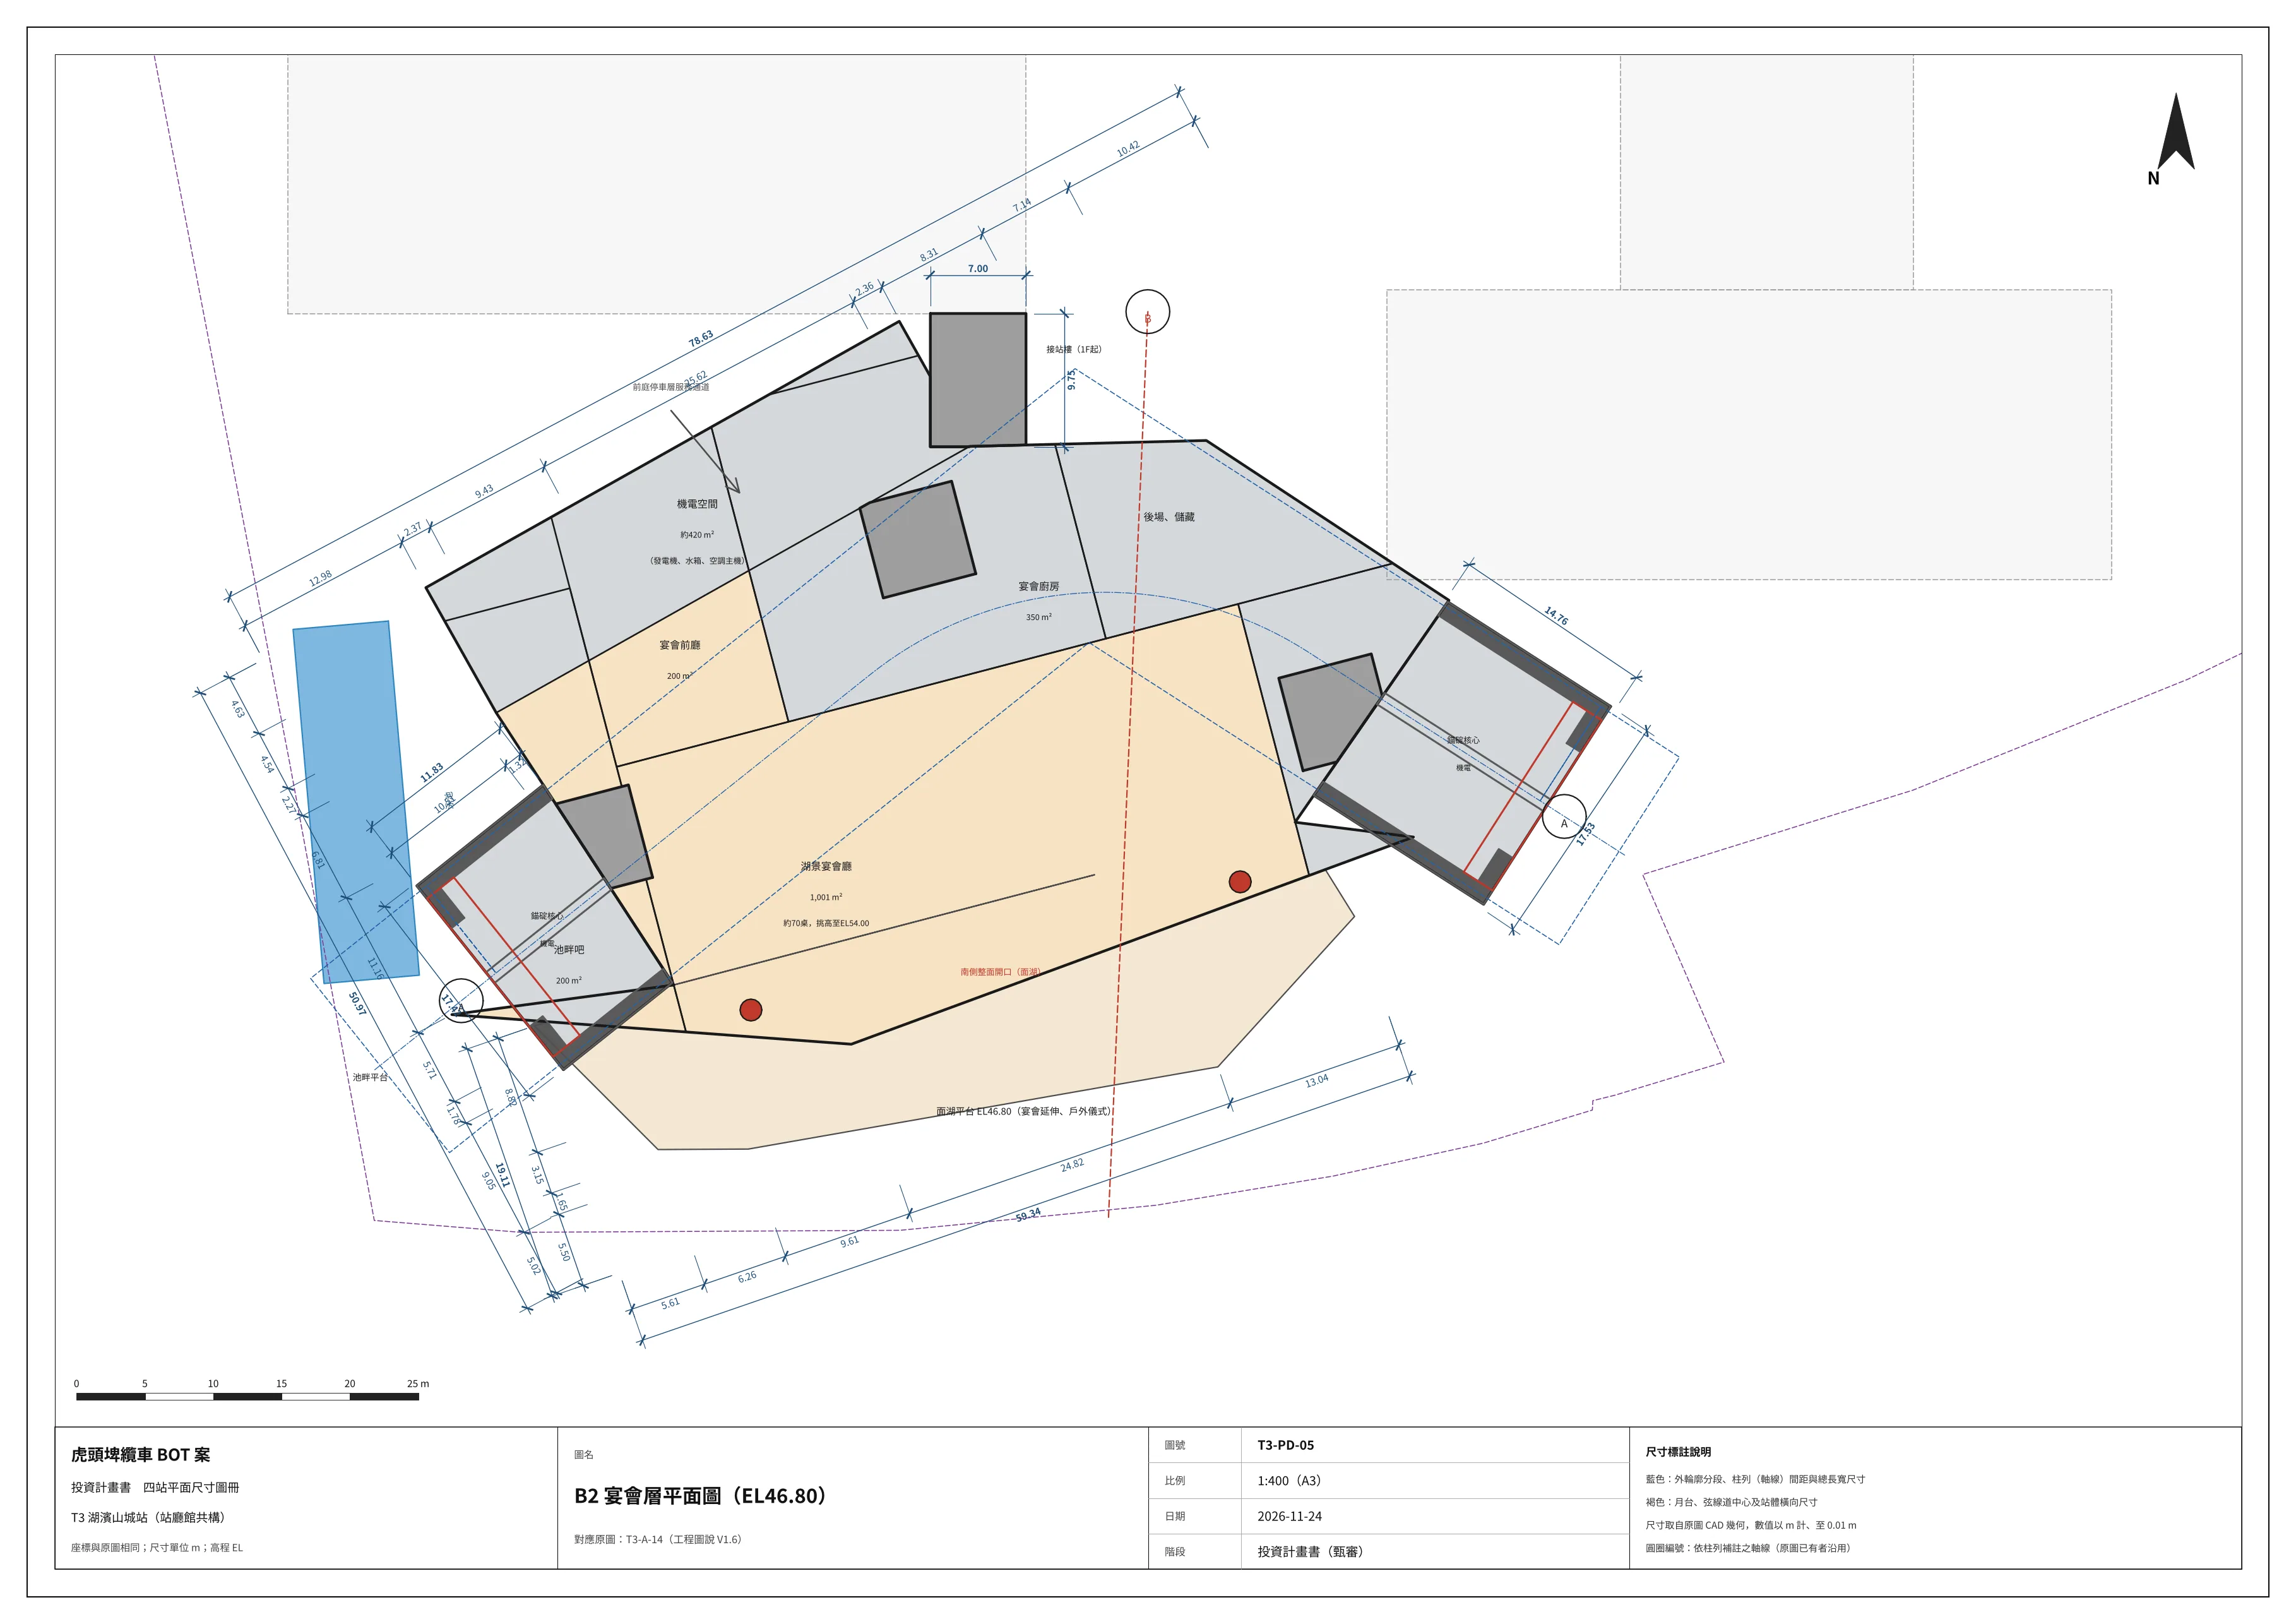 N
10.42
7.14
8.31
7.00
2.36
78.63
25.62
前庭停車層服務通道
接站樓（1F起）
9.75
B
9.43
2.37
12.98
機電空間
約420 m²
（發電機、水箱、空調主機）
後場、儲藏
宴會廚房
350 m²
宴會前廳
200 m²
14.76
4.63
4.54
2.27
6.81
11.83
1.32
錨碇核心
機電
A
17.53
湖景宴會廳
1,001 m²
約70桌，挑高至EL54.00
錨碇核心
機電
池畔吧
200 m²
南側整面開口（面湖）
11.16
50.97
池畔平台
5.71
1.78
8.82
19.11
9.05
3.15
1.65
5.50
5.02
面湖平台 EL46.80（宴會延伸、戶外儀式）
13.04
24.82
59.34
9.61
6.26
5.61
0 5 10 15 20 25 m
虎頭埤纜車 BOT 案
投資計畫書　四站平面尺寸圖冊
T3 湖濱山城站（站廳館共構）
座標與原圖相同；尺寸單位 m；高程 EL
圖名
B2 宴會層平面圖（EL46.80）
對應原圖：T3-A-14（工程圖說 V1.6）
圖號 T3-PD-05
比例 1:400（A3）
日期 2026-11-24
階段 投資計畫書（甄審）
尺寸標註說明
藍色：外輪廓分段、柱列（軸線）間距與總長寬尺寸
褐色：月台、弦線道中心及站體橫向尺寸
尺寸取自原圖 CAD 幾何，數值以 m 計、至 0.01 m
圓圈編號：依柱列補註之軸線（原圖已有者沿用）